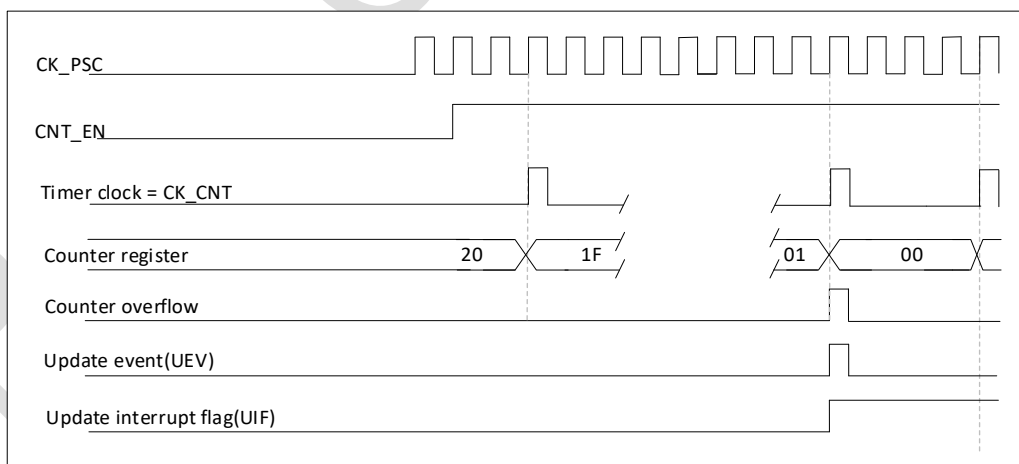 CK_PSC
CNT_EN
Timer clock = CK_CNT
Counter register 20 1F 01 00
Counter overflow
Update event(UEV)
Update interrupt flag(UIF)